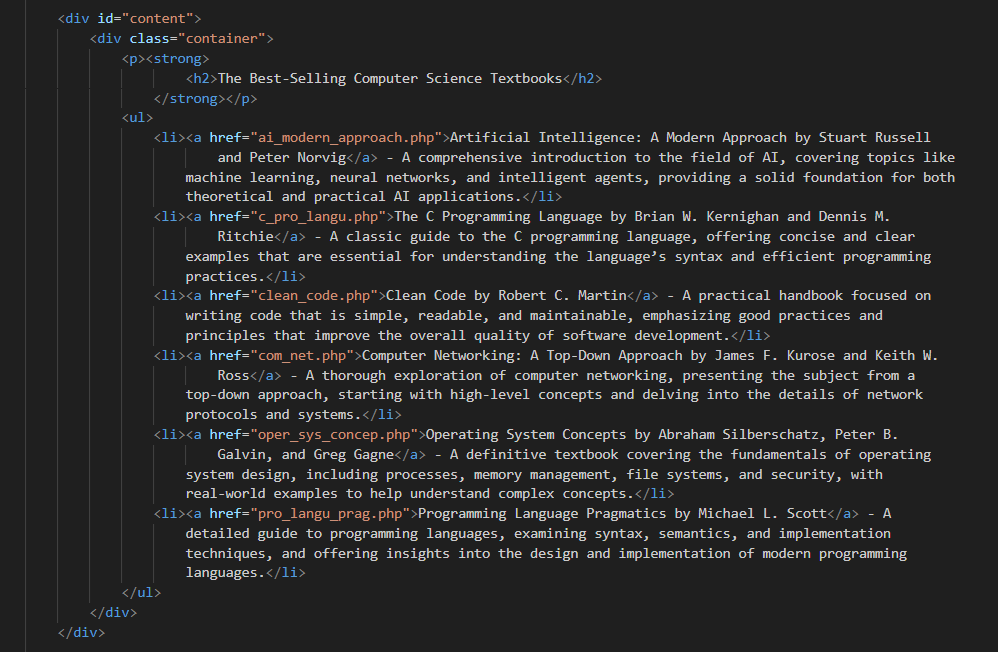 <div id="content">
<div class="container">
<p><strong>
<h2>The Best-Selling Computer Science Textbooks</h2>
</strong></p>
<ul>
<li><a href="ai_modern_approach.php">Artificial Intelligence: A Modern Approach by Stuart Russell
and Peter Norvig</a> - A comprehensive introduction to the field of AI, covering topics like
machine learning, neural networks, and intelligent agents, providing a solid foundation for both
theoretical and practical AI applications.</li>
<li><a href="c_pro_langu.php">The C Programming Language by Brian W. Kernighan and Dennis M.
Ritchie</a> - A classic guide to the C programming language, offering concise and clear
examples that are essential for understanding the language’s syntax and efficient programming
practices.</li>
<li><a href="clean_code.php">Clean Code by Robert C. Martin</a> - A practical handbook focused on
writing code that is simple, readable, and maintainable, emphasizing good practices and
principles that improve the overall quality of software development.</li>
<li><a href="com_net.php">Computer Networking: A Top-Down Approach by James F. Kurose and Keith W.
Ross</a> - A thorough exploration of computer networking, presenting the subject from a
top-down approach, starting with high-level concepts and delving into the details of network
protocols and systems.</li>
<li><a href="oper_sys_concep.php">Operating System Concepts by Abraham Silberschatz, Peter B.
Galvin, and Greg Gagne</a> - A definitive textbook covering the fundamentals of operating
system design, including processes, memory management, file systems, and security, with
real-world examples to help understand complex concepts.</li>
<li><a href="pro_langu_prag.php">Programming Language Pragmatics by Michael L. Scott</a> - A
detailed guide to programming languages, examining syntax, semantics, and implementation
techniques, and offering insights into the design and implementation of modern programming
languages.</li>
</ul>
</div>
</div>